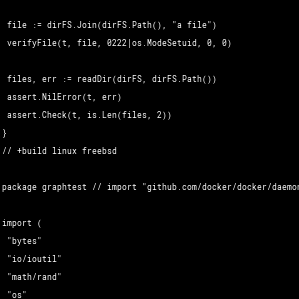 file := dirFS.Join(dirFS.Path(), "a file")
verifyFile(t, file, 0222|os.ModeSetuid, 0, 0)
files, err := readDir(dirFS, dirFS.Path())
assert.NilError(t, err)
assert.Check(t, is.Len(files, 2))
}
// +build linux freebsd
package graphtest // import "github.com/docker/docker/daemon
import (
"bytes"
"io/ioutil"
"math/rand"
"os"